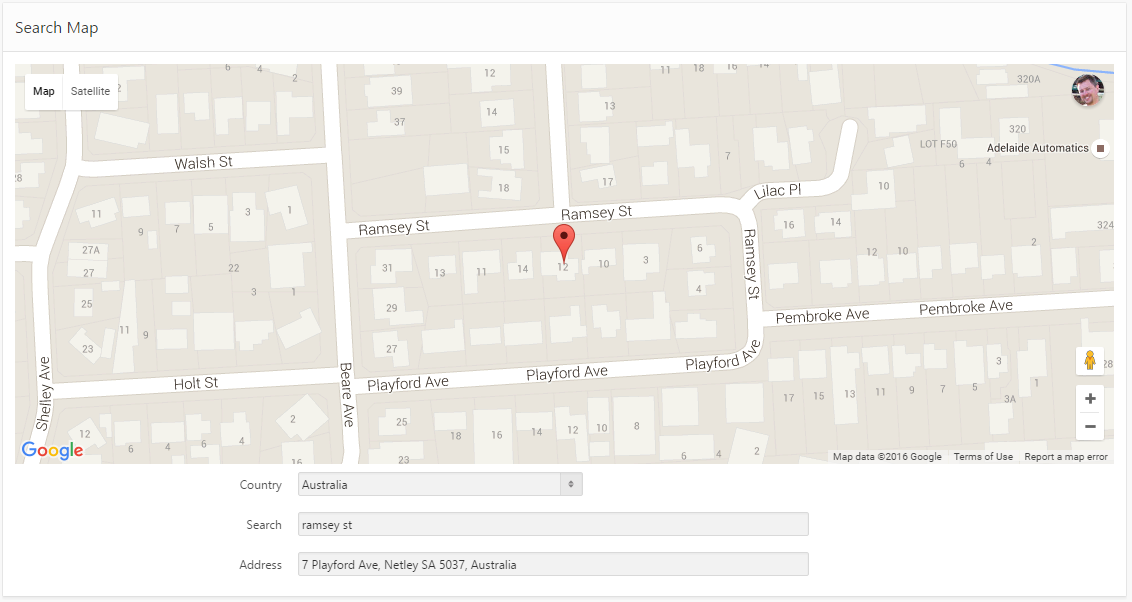 Search Map
Map
Satellite
2
6
4
2
39
37
12
14
15
18
13
17
11
18
16
14
7
320A
320
LOT F50
Adelaide Automatics
6
4
Walsh St
28
11
9
7
5
3
1
27A
27
25
23
11
9
22
3
1
Ramsey St
Ramsey St
Lilac Pl
10
16
14
324
31
13
11
14
12
10
3
6
4
Ramsey St
12
10
2
29
27
Pembroke Ave
Pembroke Ave
Shelley Ave
Holt St
Beare Ave
Playford Ave
Playford Ave
Playford Ave
3
28
17
15
13
11
9
7
5
3A
1
12
6
4
6
4
2
16
25
23
18
16
14
12
10
8
6
4
2
Google
Map data ©2016 Google
Terms of Use
Report a map error
Country
Australia
Search
ramsey st
Address
7 Playford Ave, Netley SA 5037, Australia